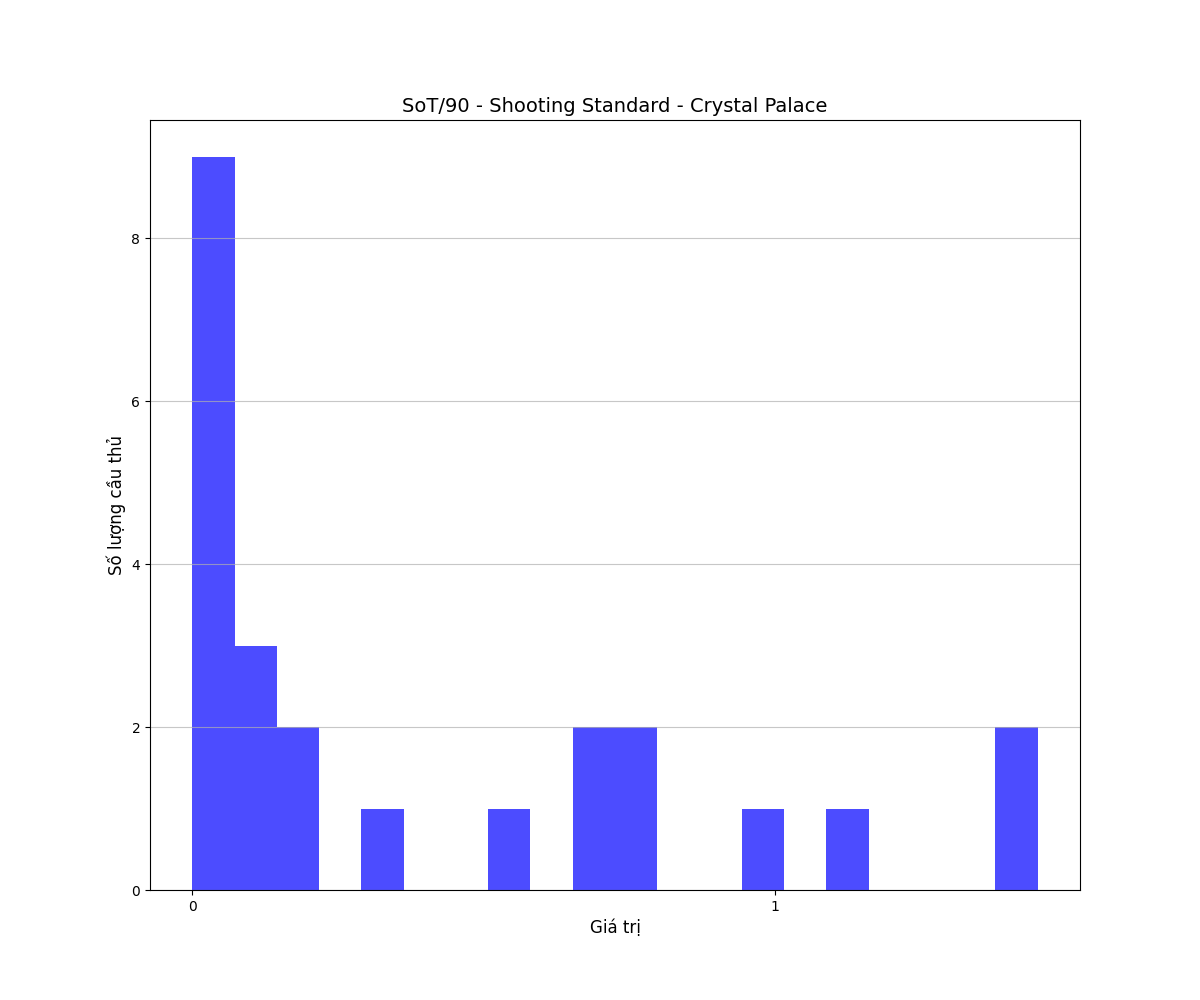 SoT/90 - Shooting Standard - Crystal Palace
Số lượng cầu thủ
8
6
4
2
0
0
1
Giá trị